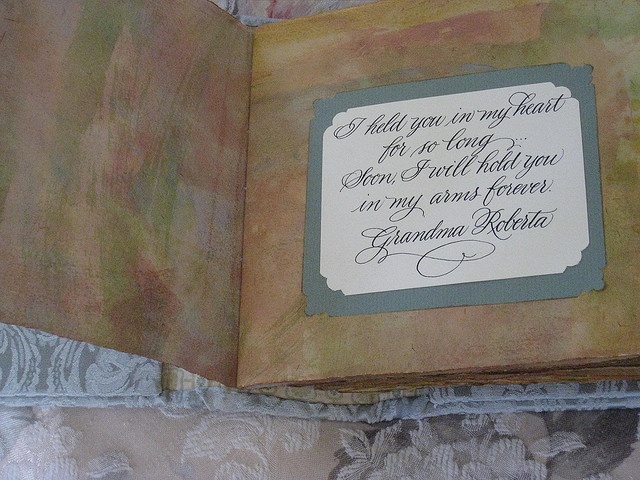 I held you in my heart
for so long...
Soon, I will hold you
in my arms forever.
Grandma Roberta